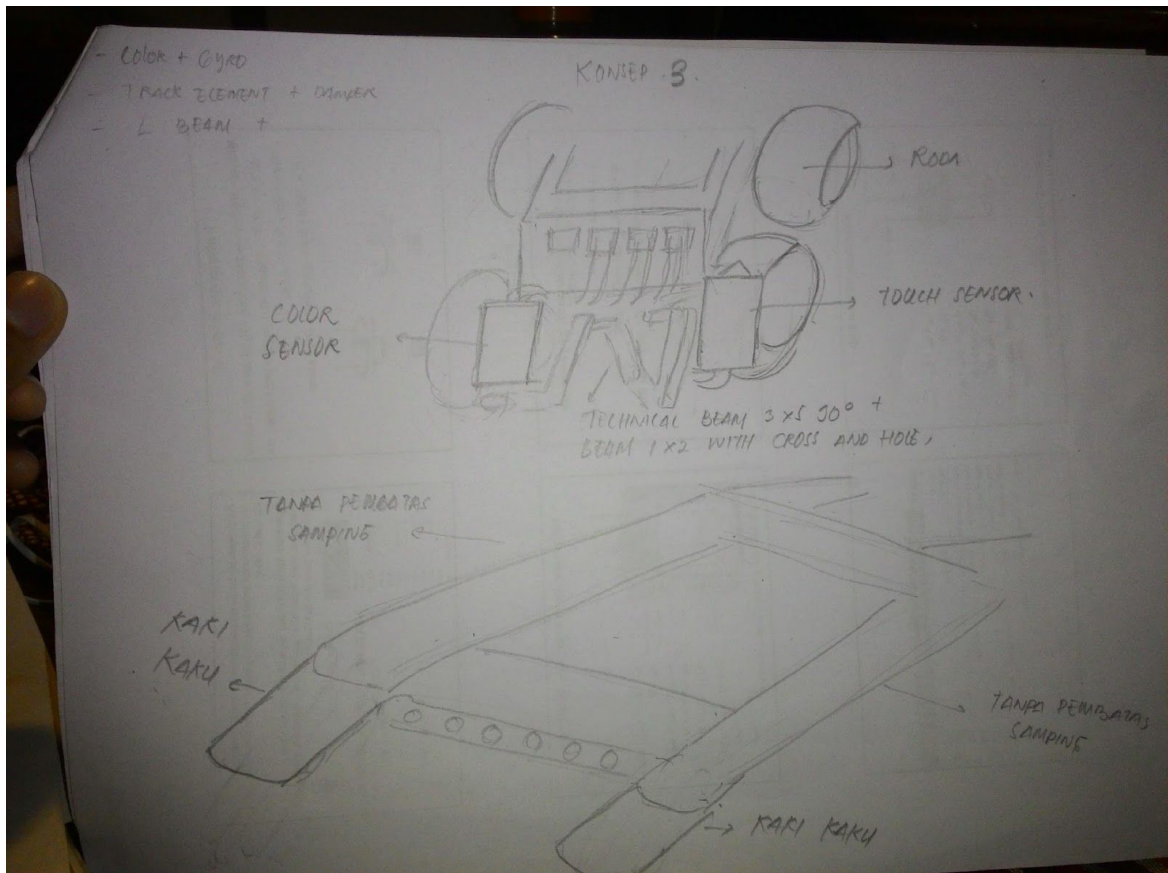 - COLOR + GYRO
- TRACK ELEMENT + DAMPER
- L BEAM +
KONSEP 3.
RODA
COLOR
SENSOR
TOUCH SENSOR.
TECHNICAL BEAM 3 x 5 90° +
BEAM 1 x 2 WITH CROSS AND HOLE,
TANPA PEMBATAS
SAMPING
KAKI
KAKU
TANPA PEMBATAS
SAMPING
KAKI KAKU